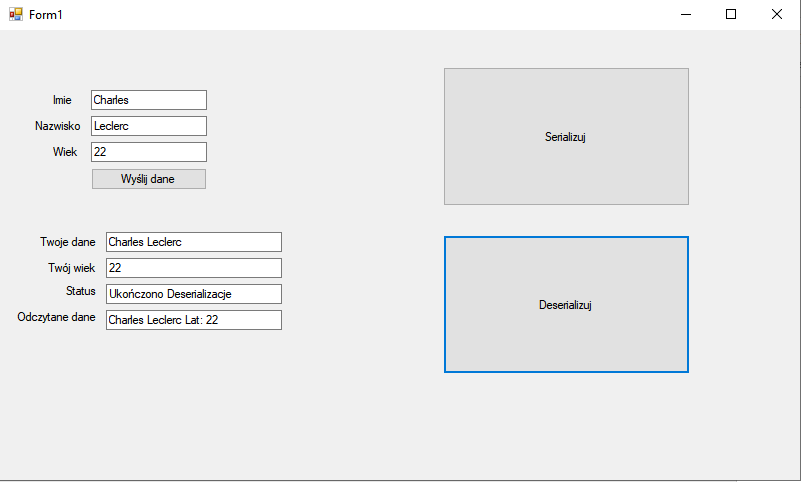 Form1
Imie Charles
Nazwisko Leclerc
Wiek 22
Wyślij dane
Serializuj
Twoje dane Charles Leclerc
Twój wiek 22
Status Ukończono Deserializacje
Odczytane dane Charles Leclerc Lat: 22
Deserializuj